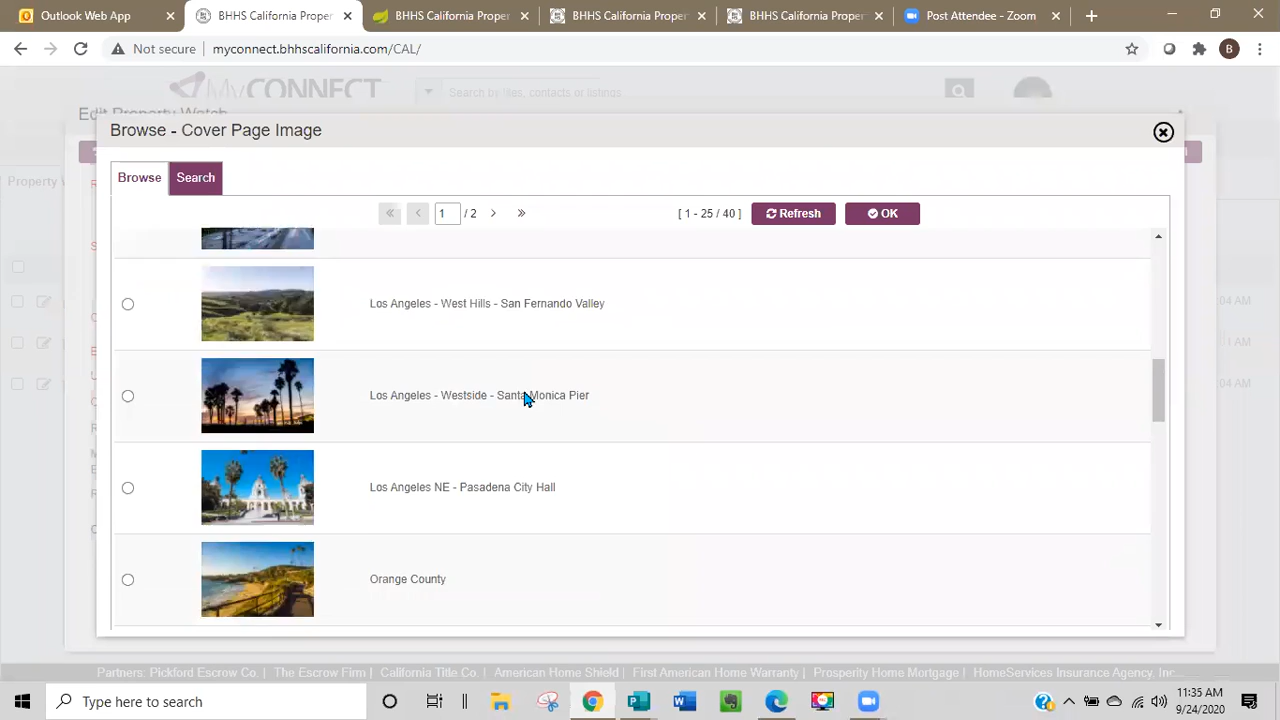 Outlook Web App
BHHS California Properties
BHHS California Proper
BHHS California Propert
BHHS California Propert
Post Attendee - Zoom
Not secure
myconnect.bhhscalifornia.com/CAL/
B
MyCONNECT
Search by files, contacts or listings
Edit Property Watch
Browse - Cover Page Image
Browse
Search
Property W
1
/ 2
[ 1 - 25 / 40 ]
Refresh
OK
Los Angeles - West Hills - San Fernando Valley
:04 AM
1 AM
Los Angeles - Westside - Santa Monica Pier
:04 AM
Los Angeles NE - Pasadena City Hall
Orange County
Partners: Pickford Escrow Co. | The Escrow Firm | California Title Co. | American Home Shield | First American Home Warranty | Prosperity Home Mortgage | HomeServices Insurance Agency, Inc.
Type here to search
11:35 AM
9/24/2020